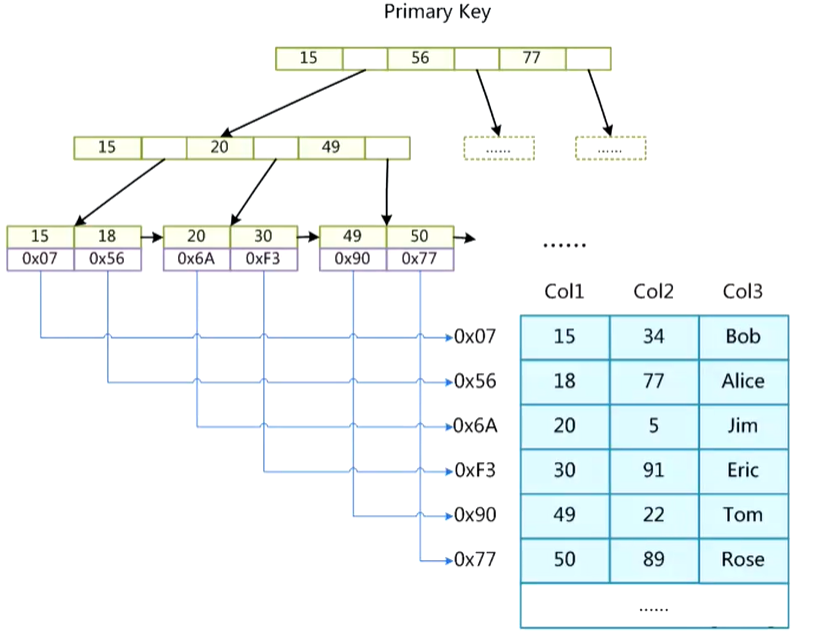 Primary Key
15 56 77
15 20 49
...... ......
15 18 20 30 49 50
0x07 0x56 0x6A 0xF3 0x90 0x77
......
Col1 Col2 Col3
0x07 15 34 Bob
0x56 18 77 Alice
0x6A 20 5 Jim
0xF3 30 91 Eric
0x90 49 22 Tom
0x77 50 89 Rose
......